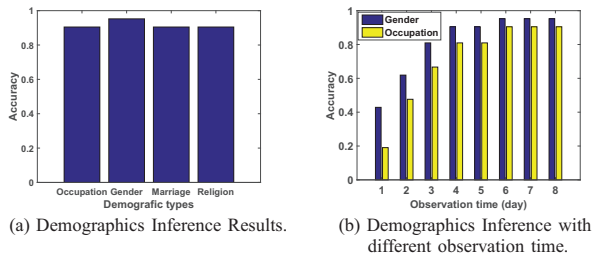 1
0.8
0.6
0.4
0.2
0
Accuracy
Occupation Gender Marriage Religion
Demografic types
(a) Demographics Inference Results.
Gender
Occupation
1
0.8
0.6
0.4
0.2
0
Accuracy
1 2 3 4 5 6 7 8
Observation time (day)
(b) Demographics Inference with
different observation time.